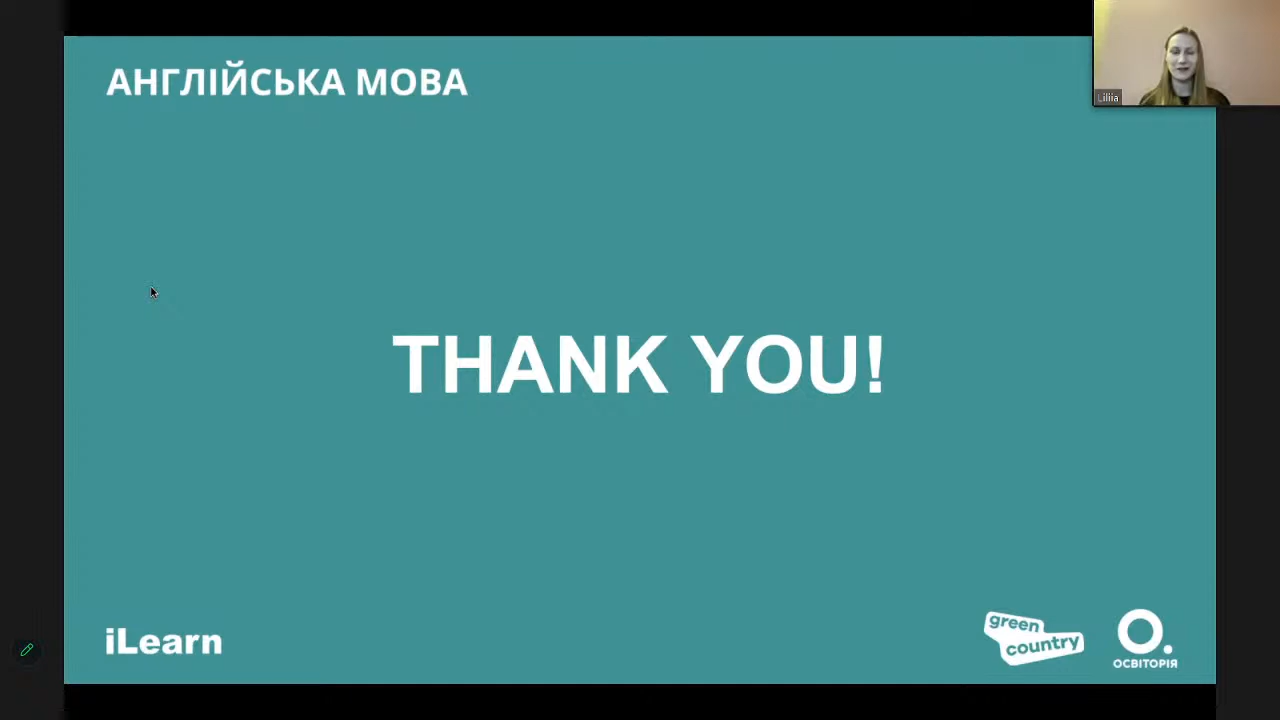 АНГЛІЙСЬКА МОВА
Liliia
THANK YOU!
iLearn
green
country
ОСВІТОРІЯ